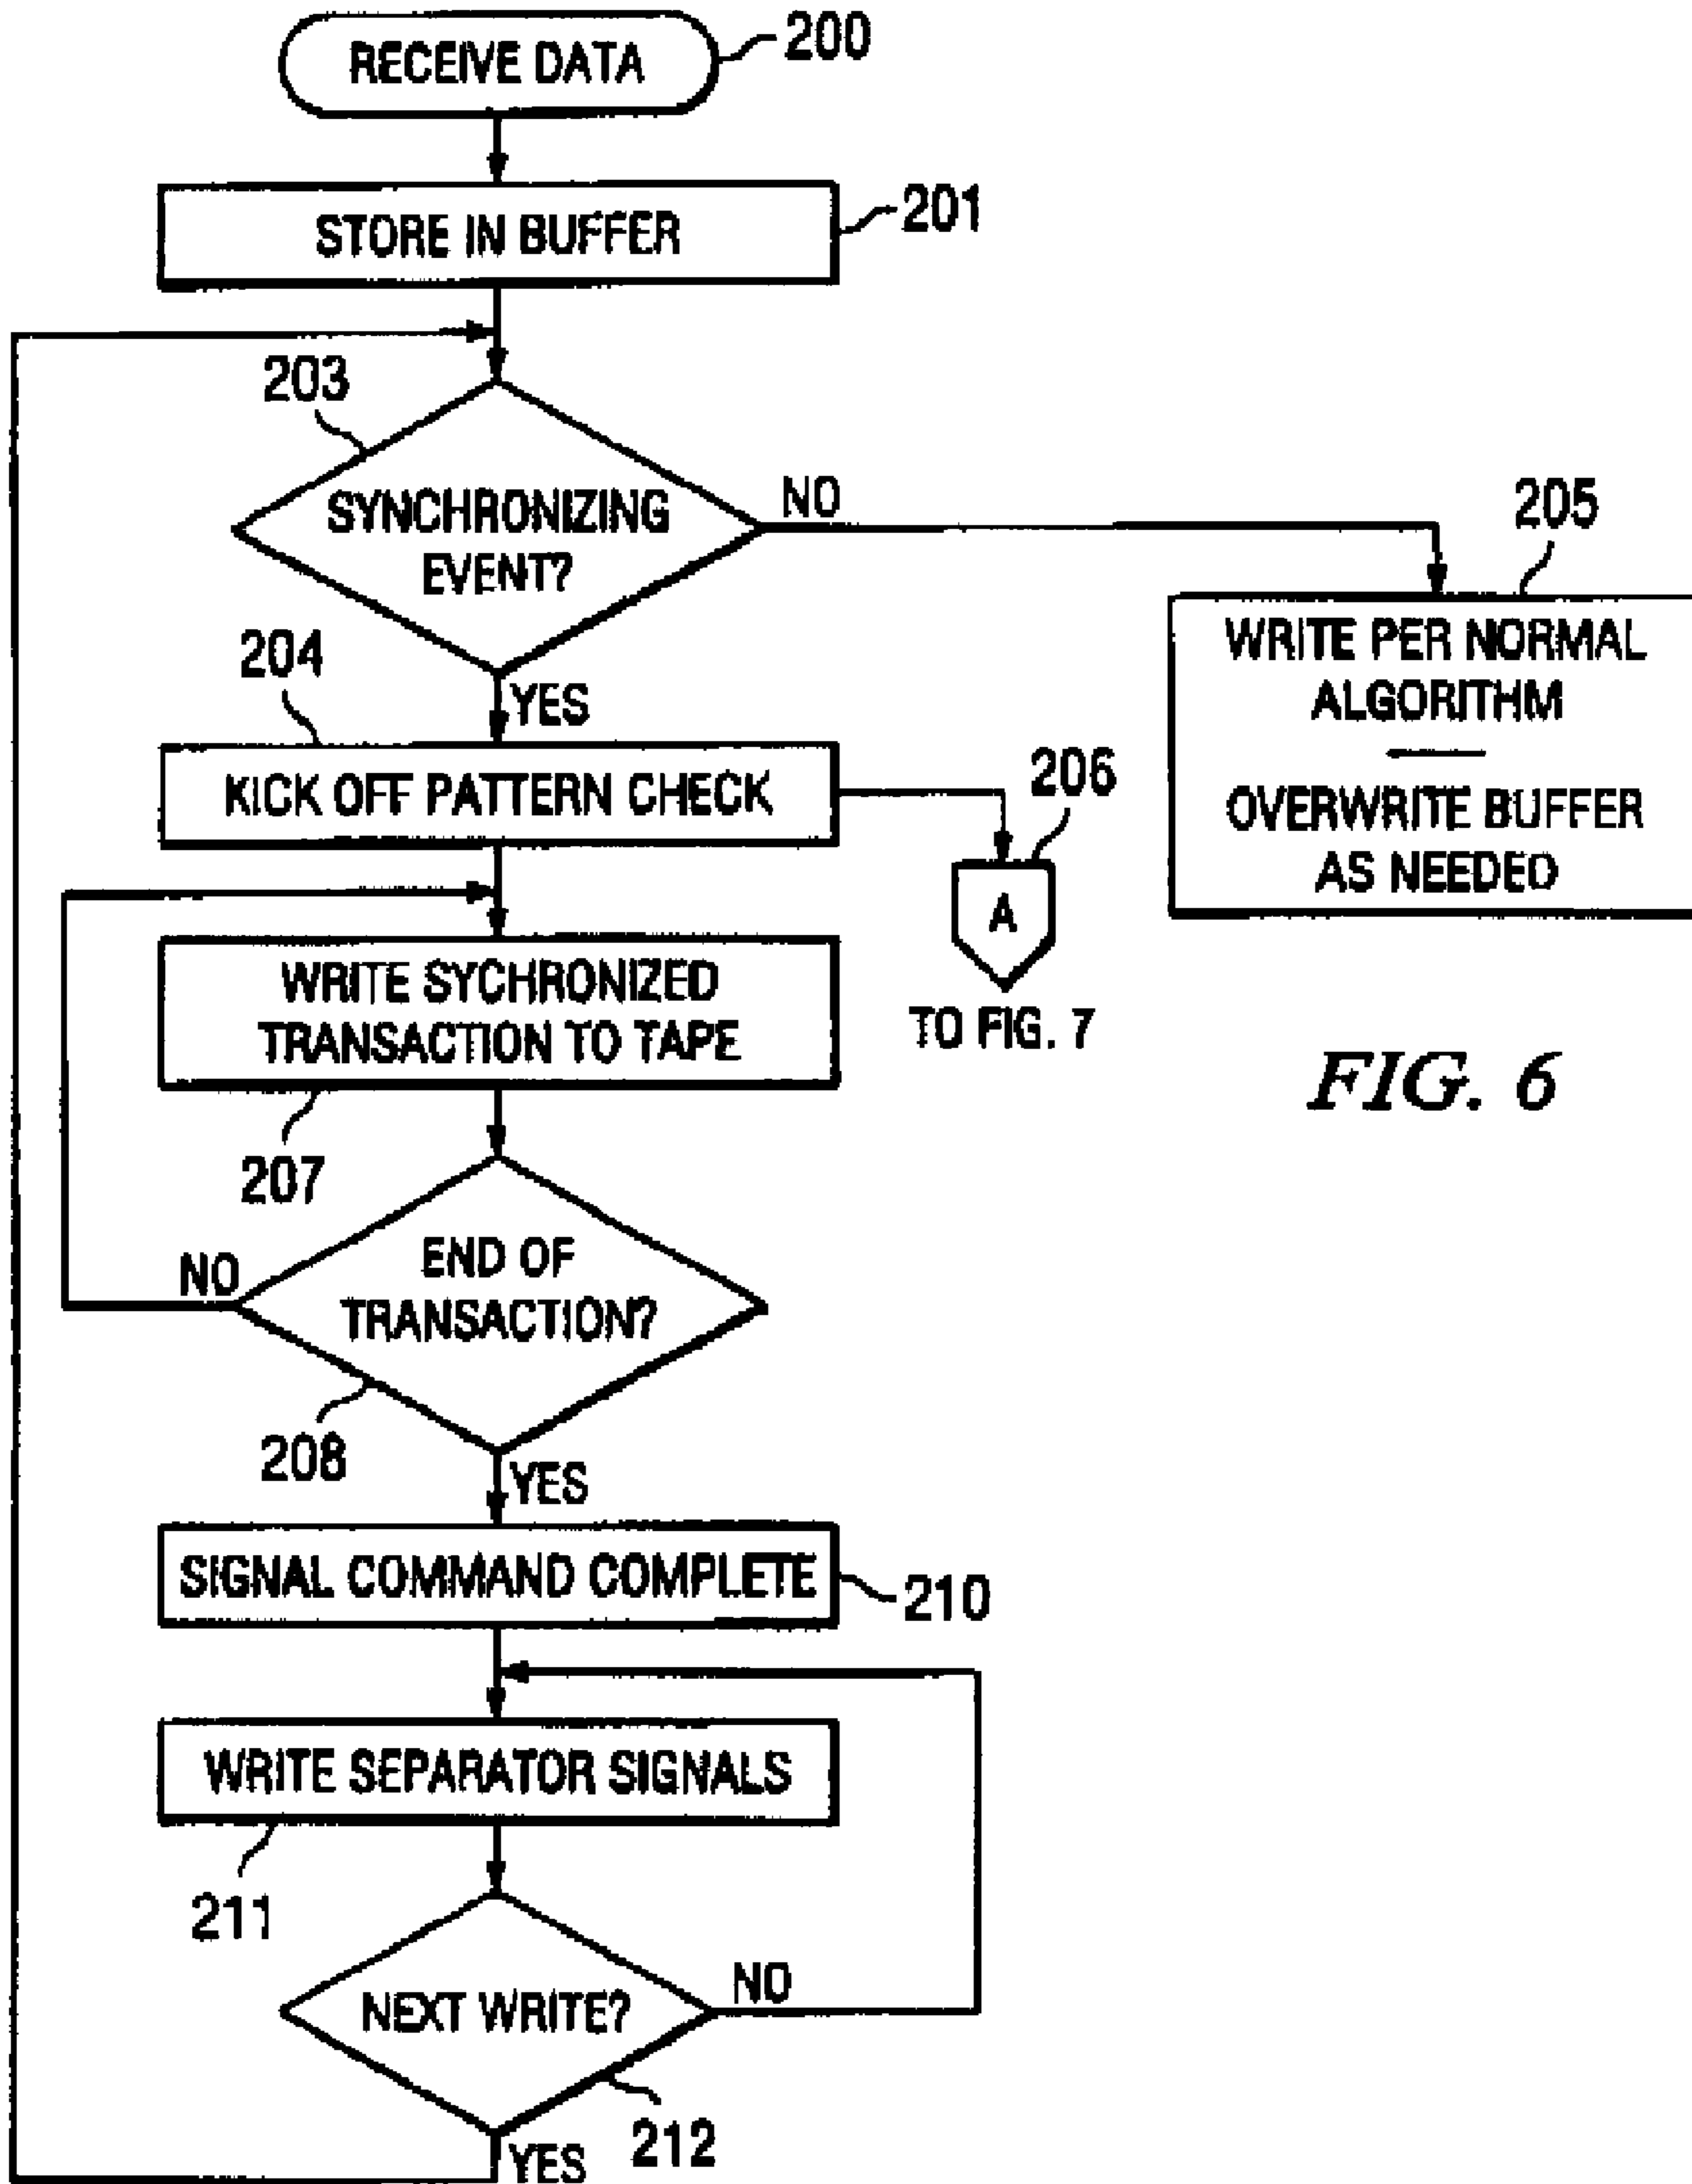 RECEIVE DATA
200
STORE IN BUFFER
201
203
SYNCHRONIZING
EVENT?
NO
205
WRITE PER NORMAL
ALGORITHM
OVERWRITE BUFFER
AS NEEDED
204
YES
KICK OFF PATTERN CHECK
206
A
TO FIG. 7
WRITE SYCHRONIZED
TRANSACTION TO TAPE
207
FIG. 6
END OF
TRANSACTION?
NO
208
YES
SIGNAL COMMAND COMPLETE
210
WRITE SEPARATOR SIGNALS
211
NEXT WRITE?
NO
212
YES